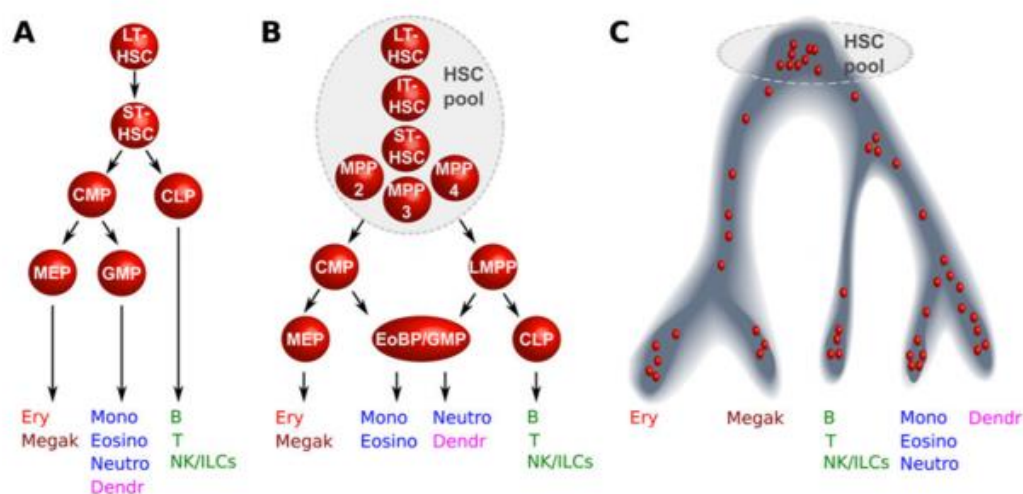 A
LT-
HSC
ST-
HSC
CMP
CLP
MEP
GMP
Ery
Megak
Mono
Eosino
Neutro
Dendr
B
T
NK/ILCs
B
LT-
HSC
HSC
pool
IT-
HSC
ST-
HSC
MPP
2
MPP
3
MPP
4
CMP
LMPP
MEP
EoBP/GMP
CLP
Ery
Megak
Mono
Eosino
Neutro
Dendr
B
T
NK/ILCs
C
HSC
pool
Ery
Megak
B
T
NK/ILCs
Mono
Eosino
Neutro
Dendr